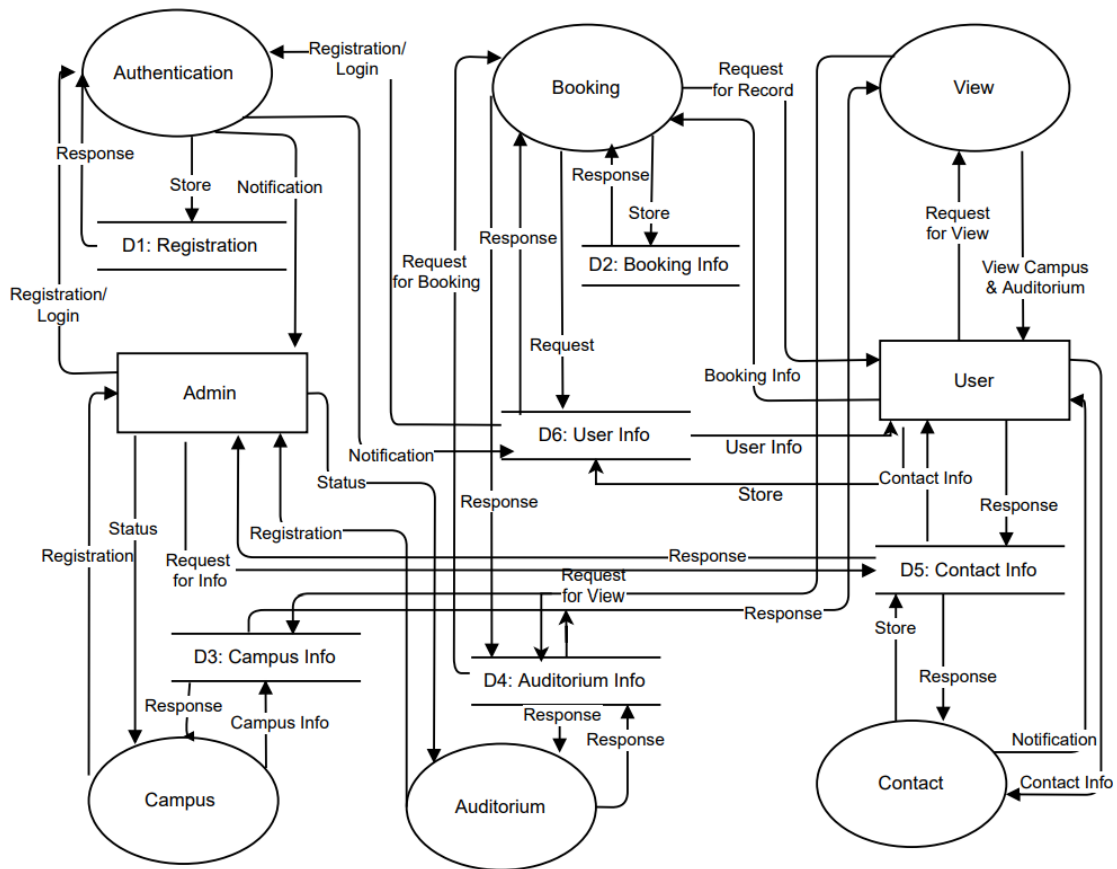 Authentication
Registration/
Login
Booking
Request
for Record
View
Response
Store
Notification
Response
Store
Request
for View
D1: Registration
Response
Request
for Booking
D2: Booking Info
View Campus
& Auditorium
Registration/
Login
Request
Booking Info
Admin
User
D6: User Info
User Info
Notification
Status
Contact Info
Store
Response
Status
Registration
Request
for Info
Registration
Response
Response
Request
for View
D5: Contact Info
Response
Store
D3: Campus Info
D4: Auditorium Info
Response
Response
Campus Info
Response
Response
Notification
Campus
Auditorium
Contact
Contact Info